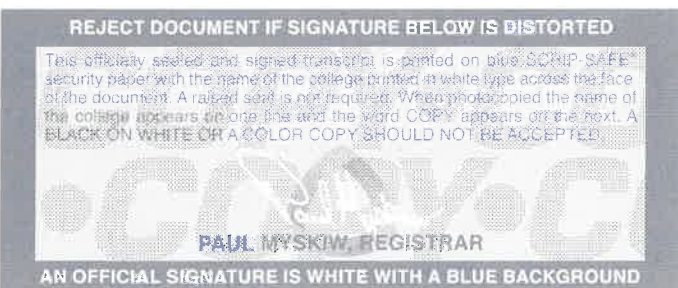 REJECT DOCUMENT IF SIGNATURE BELOW IS DISTORTED
This officially sealed and signed transcript is printed on blue SCRIP-SAFE®
security paper with the name of the college printed in white type across the face
of the document. A raised seal is not required. When photocopied the name of
the college appears on one line and the word COPY appears on the next. A
BLACK ON WHITE OR A COLOR COPY SHOULD NOT BE ACCEPTED
COPY
PAUL MYSKIW, REGISTRAR
AN OFFICIAL SIGNATURE IS WHITE WITH A BLUE BACKGROUND